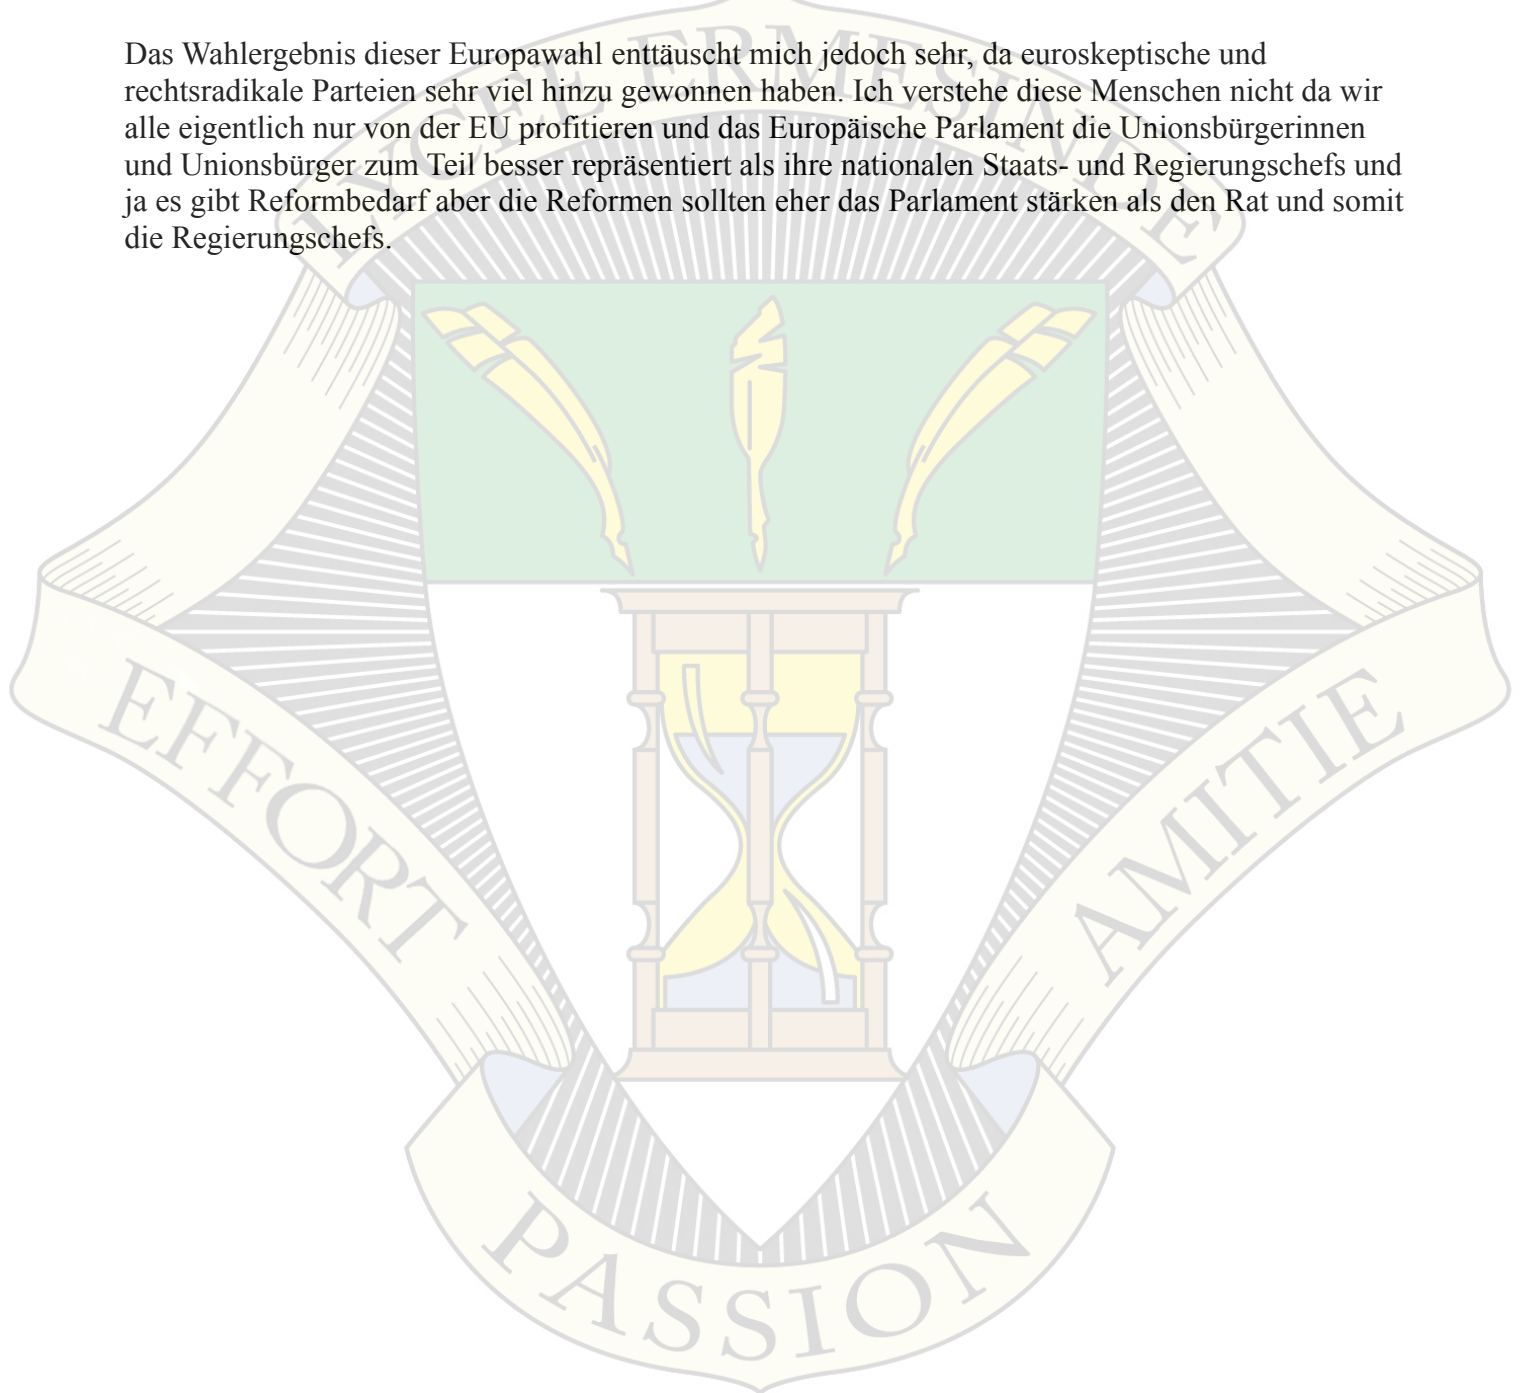 Das Wahlergebnis dieser Europawahl enttäuscht mich jedoch sehr, da euroskeptische und
rechtsradikale Parteien sehr viel hinzu gewonnen haben. Ich verstehe diese Menschen nicht da wir
alle eigentlich nur von der EU profitieren und das Europäische Parlament die Unionsbürgerinnen
und Unionsbürger zum Teil besser repräsentiert als ihre nationalen Staats- und Regierungschefs und
ja es gibt Reformbedarf aber die Reformen sollten eher das Parlament stärken als den Rat und somit
die Regierungschefs.
LYCEE ERMESINDE
EFFORT
AMITIE
PASSION